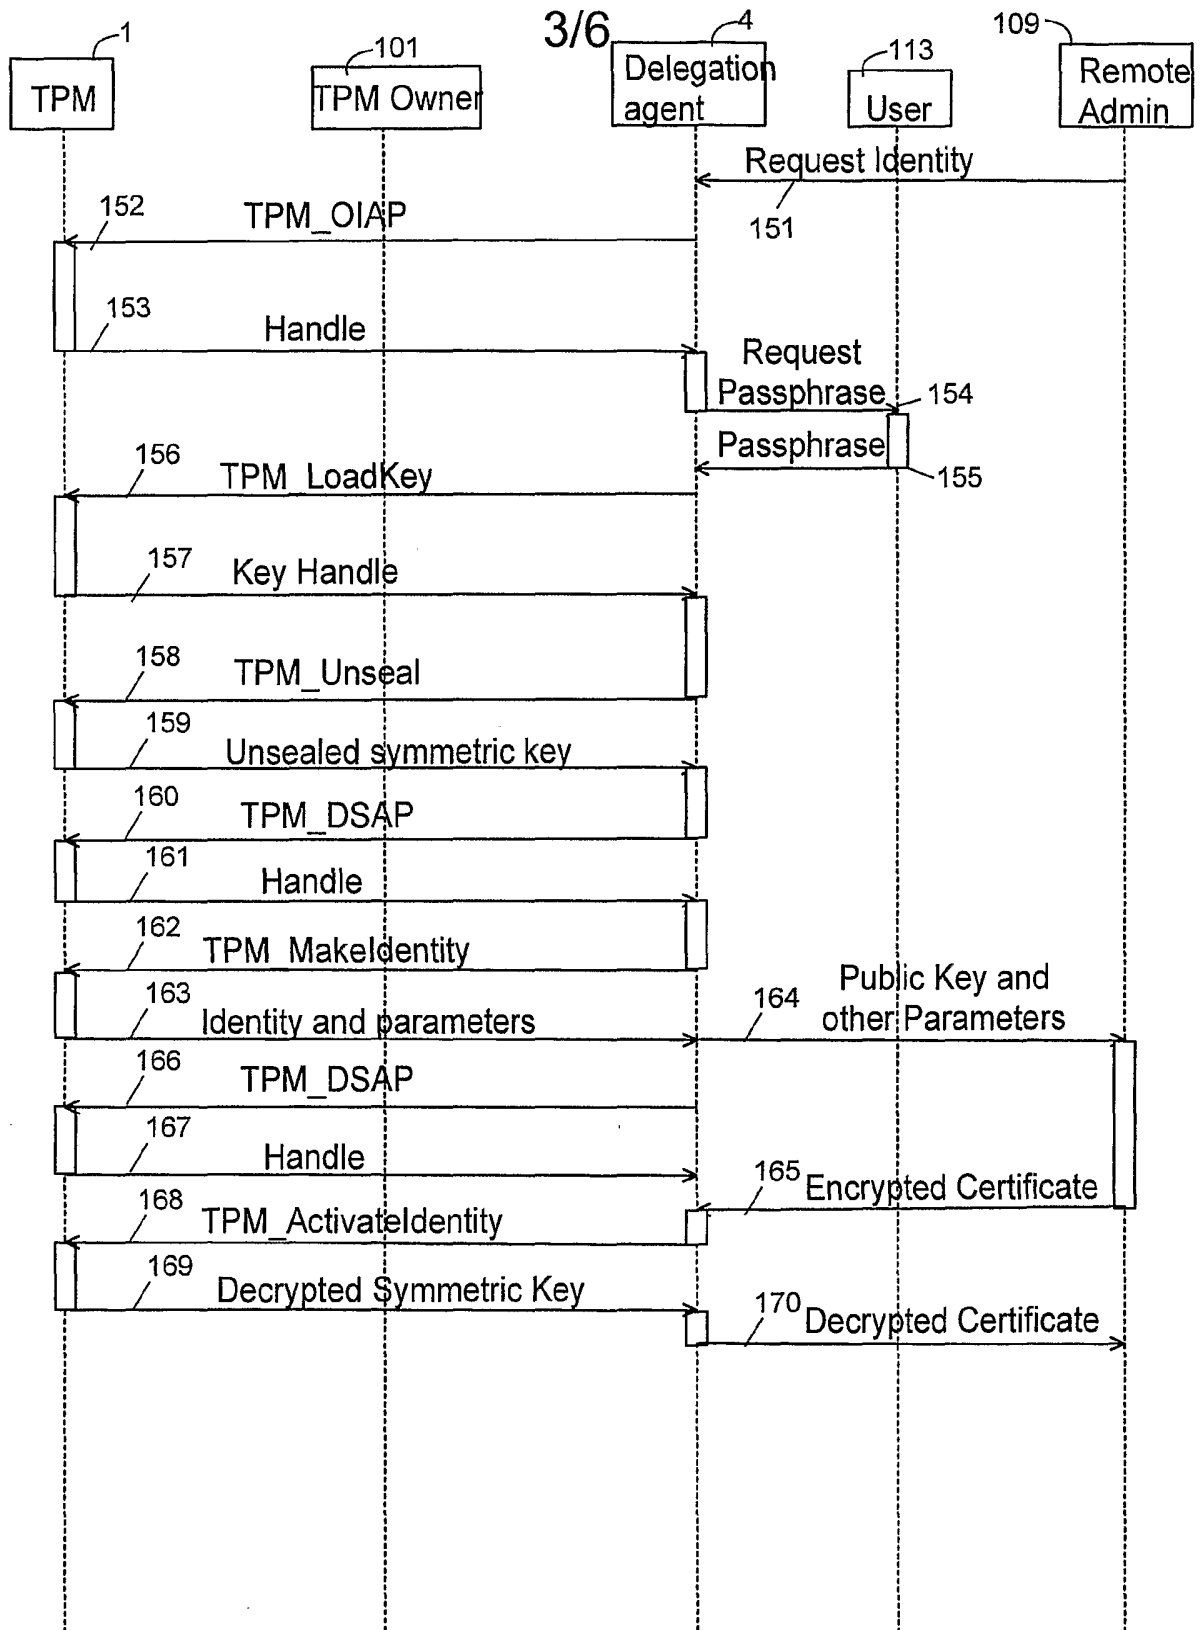 3/6
1
101
4
113
109
TPM
TPM Owner
Delegation
agent
User
Remote
Admin
Request Identity
151
152
TPM_OIAP
153
Handle
Request
Passphrase
154
Passphrase
155
156
TPM_LoadKey
157
Key Handle
158
TPM_Unseal
159
Unsealed symmetric key
160
TPM_DSAP
161
Handle
162
TPM_MakeIdentity
163
Identity and parameters
164
Public Key and
other Parameters
166
TPM_DSAP
167
Handle
165
Encrypted Certificate
168
TPM_ActivateIdentity
169
Decrypted Symmetric Key
170
Decrypted Certificate